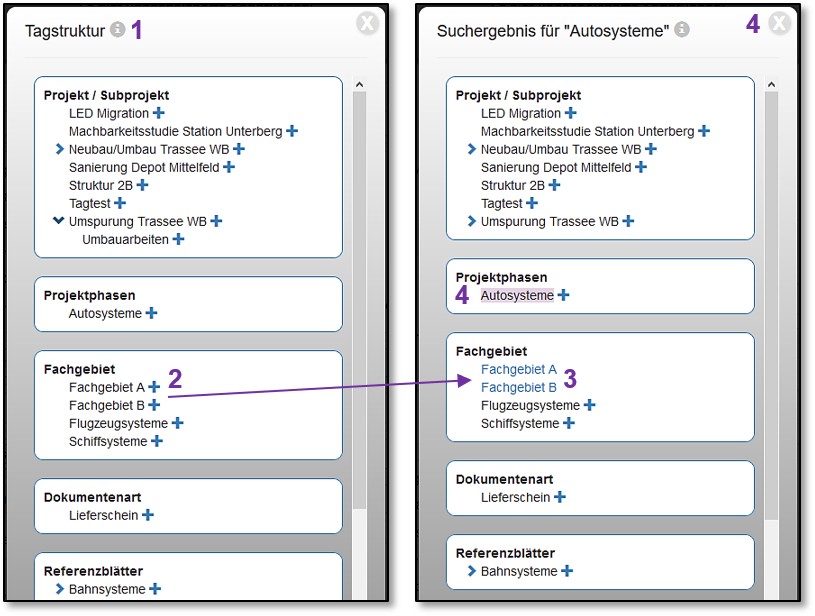 Tagstruktur i 1
X
Projekt / Subprojekt
LED Migration +
Machbarkeitsstudie Station Unterberg +
Neubau/Umbau Trassee WB +
Sanierung Depot Mittelfeld +
Struktur 2B +
Tagtest +
Umspurung Trassee WB +
Umbauarbeiten +
Projektphasen
Autosysteme +
Fachgebiet
Fachgebiet A + 2
Fachgebiet B +
Flugzeugsysteme +
Schiffsysteme +
Dokumentenart
Lieferschein +
Referenzblätter
Bahnsysteme +
Suchergebnis für "Autosysteme" i
4 X
Projekt / Subprojekt
LED Migration +
Machbarkeitsstudie Station Unterberg +
Neubau/Umbau Trassee WB +
Sanierung Depot Mittelfeld +
Struktur 2B +
Tagtest +
Umspurung Trassee WB +
Projektphasen
4 Autosysteme +
Fachgebiet
Fachgebiet A
Fachgebiet B 3
Flugzeugsysteme +
Schiffsysteme +
Dokumentenart
Lieferschein +
Referenzblätter
Bahnsysteme +